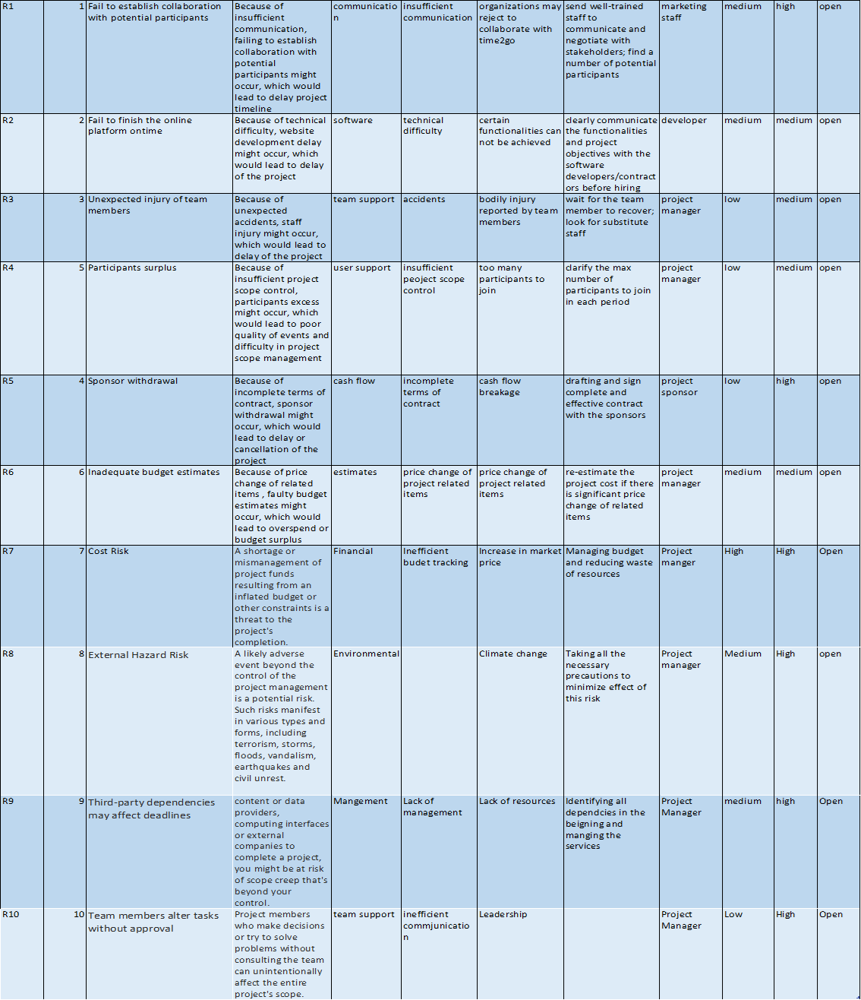 R1
1
Fail to establish collaboration
with potential participants
Because of
insufficient
communication,
failing to establish
collaboration with
potential
participants might
occur, which would
lead to delay project
timeline
communicatio
n
insufficient
communication
organizations may
reject to
collaborate with
time2go
send well-trained
staff to
communicate and
negotiate with
stakeholders; find a
number of potential
participants
marketing
staff
medium
high
open
R2
2
Fail to finish the online
platform ontime
Because of technical
difficulty, website
development delay
might occur, which
would lead to delay
of the project
software
technical
difficulty
certain
functionalities can
not be achieved
clearly communicate
the functionalities
and project
objectives with the
software
developers/contract
ors before hiring
developer
medium
medium
open
R3
3
Unexpected injury of team
members
Because of
unexpected
accidents, staff
injury might occur,
which would lead to
delay of the project
team support
accidents
bodily injury
reported by team
members
wait for the team
member to recover;
look for substitute
staff
project
manager
low
medium
open
R4
5
Participants surplus
Because of
insufficient project
scope control,
participants excess
might occur, which
would lead to poor
quality of events and
difficulty in project
scope management
user support
insufficient
peoject scope
control
too many
participants to
join
clarify the max
number of
participants to join
in each period
project
manager
low
medium
open
R5
4
Sponsor withdrawal
Because of
incomplete terms of
contract, sponsor
withdrawal might
occur, which would
lead to delay or
cancellation of the
project
cash flow
incomplete
terms of
contract
cash flow
breakage
drafting and sign
complete and
effective contract
with the sponsors
project
sponsor
low
high
open
R6
6
Inadequate budget estimates
Because of price
change of related
items , faulty budget
estimates might
occur, which would
lead to overspend or
budget surplus
estimates
price change of
project related
items
price change of
project related
items
re-estimate the
project cost if there
is significant price
change of related
items
project
manager
medium
medium
open
R7
7
Cost Risk
A shortage or
mismanagement of
project funds
resulting from an
inflated budget or
other constraints is a
threat to the
project's
completion.
Financial
Inefficient
budet tracking
Increase in market
price
Managing budget
and reducing waste
of resources
Project
manger
High
High
Open
R8
8
External Hazard Risk
A likely adverse
event beyond the
control of the
project management
is a potential risk.
Such risks manifest
in various types and
forms, including
terrorism, storms,
floods, vandalism,
earthquakes and
civil unrest.
Environmental
Climate change
Taking all the
necessary
precautions to
minimize effect of
this risk
Project
manager
Medium
High
open
R9
9
Third-party dependencies
may affect deadlines
content or data
providers,
computing interfaces
or external
companies to
complete a project,
you might be at risk
of scope creep that's
beyond your
control.
Mangement
Lack of
management
Lack of resources
Identifying all
dependcies in the
beigning and
manging the
services
Project
Manager
medium
high
Open
R10
10
Team members alter tasks
without approval
Project members
who make decisions
or try to solve
problems without
consulting the team
can unintentionally
affect the entire
project's scope.
team support
inefficient
commjunicatio
n
Leadership
Project
Manager
Low
High
Open